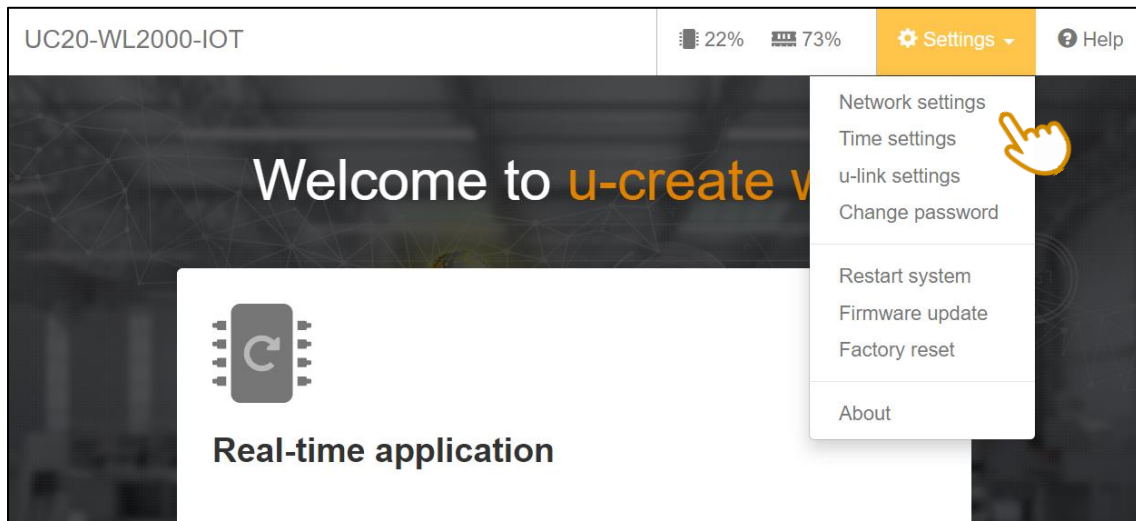 UC20-WL2000-IOT 22% 73% Settings Help
Network settings
Time settings
Welcome to u-create w
u-link settings
Change password
Restart system
Firmware update
Factory reset
About
Real-time application